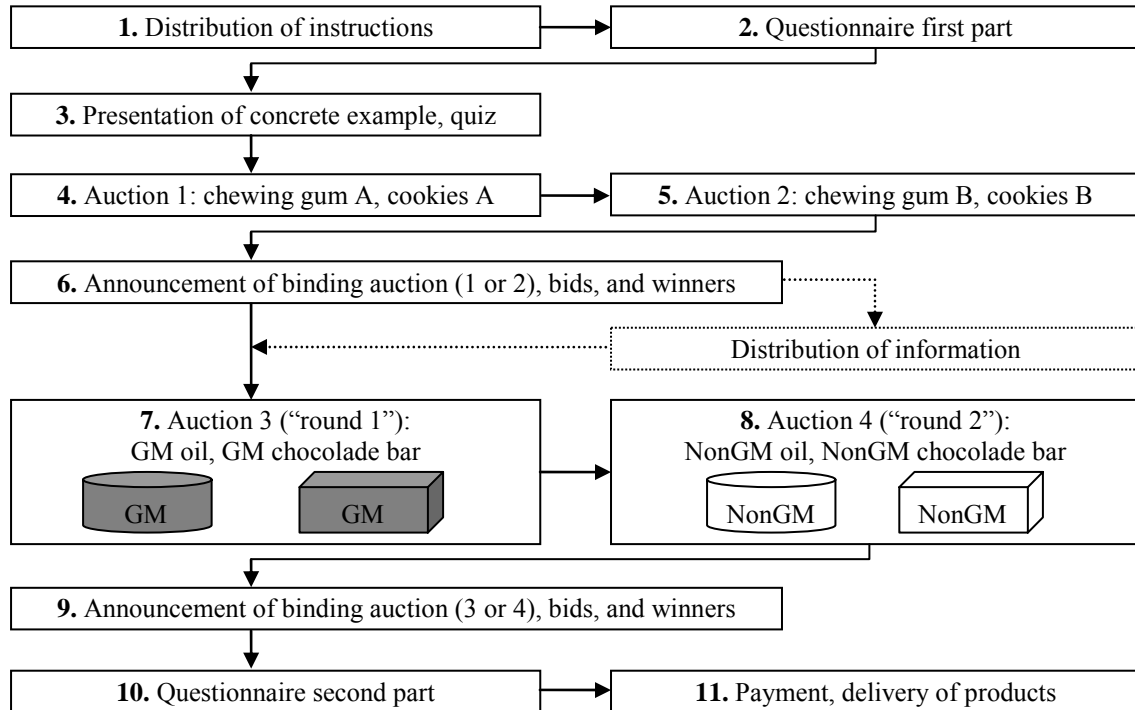 1. Distribution of instructions
2. Questionnaire first part
3. Presentation of concrete example, quiz
4. Auction 1: chewing gum A, cookies A
5. Auction 2: chewing gum B, cookies B
6. Announcement of binding auction (1 or 2), bids, and winners
Distribution of information
7. Auction 3 (“round 1”):
GM oil, GM chocolade bar
GM
GM
8. Auction 4 (“round 2”):
NonGM oil, NonGM chocolade bar
NonGM
NonGM
9. Announcement of binding auction (3 or 4), bids, and winners
10. Questionnaire second part
11. Payment, delivery of products